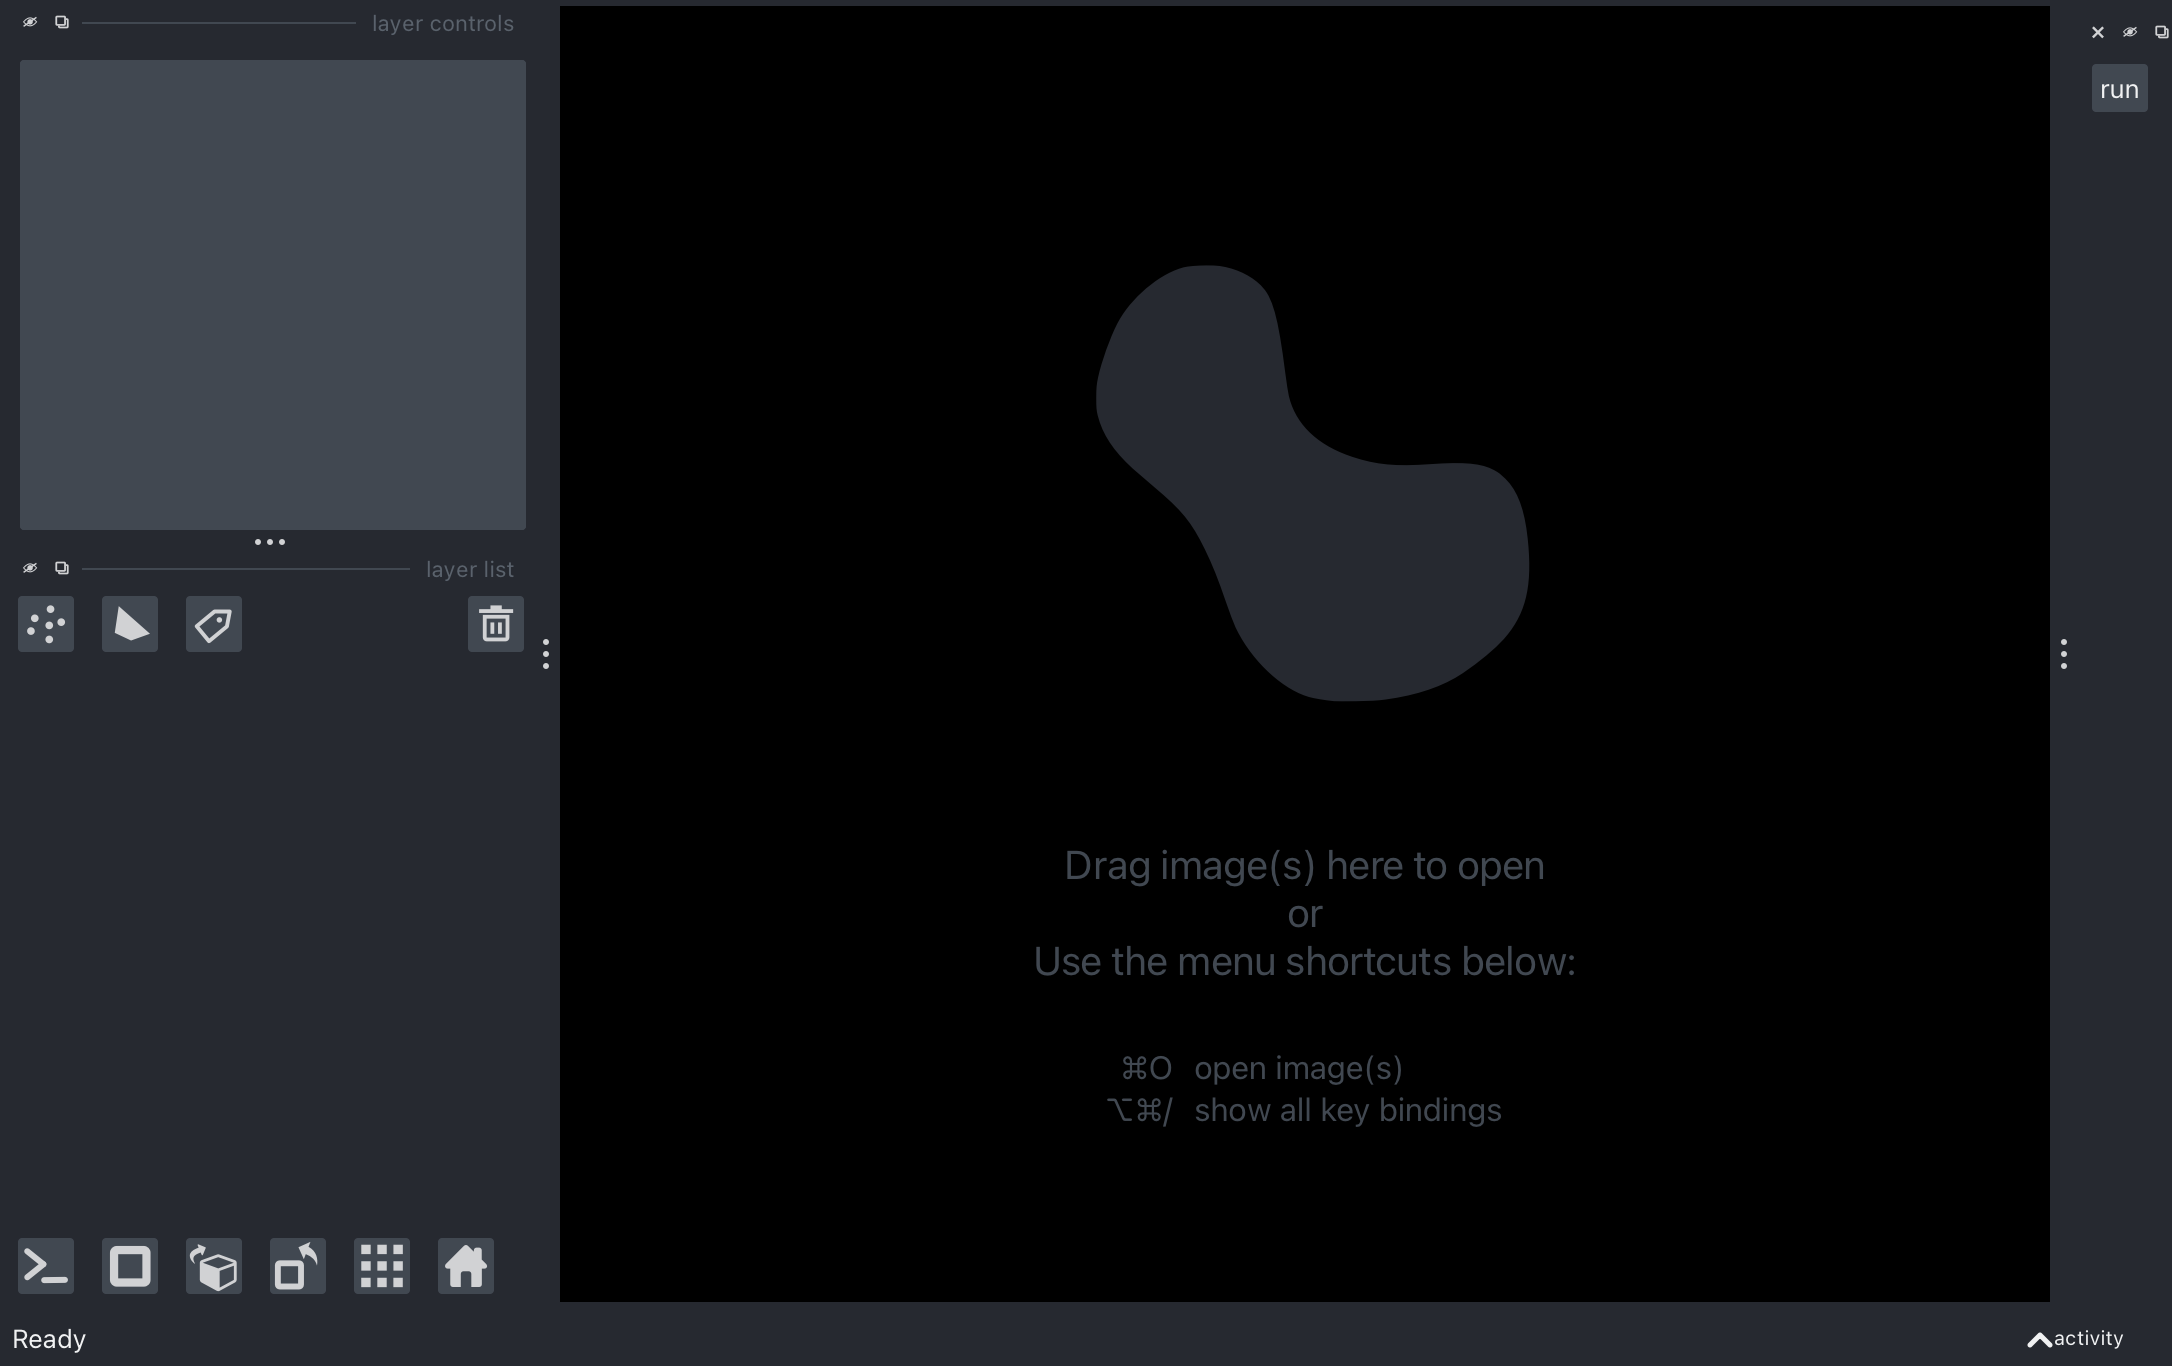 layer controls
run
layer list
Drag image(s) here to open
or
Use the menu shortcuts below:
⌘O open image(s)
⌥⌘/ show all key bindings
Ready
activity